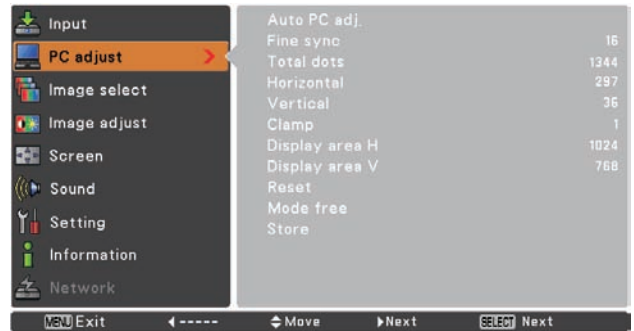 Input
PC adjust
Image select
Image adjust
Screen
Sound
Setting
Information
Network
Auto PC adj.
Fine sync 16
Total dots 1344
Horizontal 297
Vertical 36
Clamp 1
Display area H 1024
Display area V 768
Reset
Mode free
Store
MENU Exit ----- Move Next SELECT Next